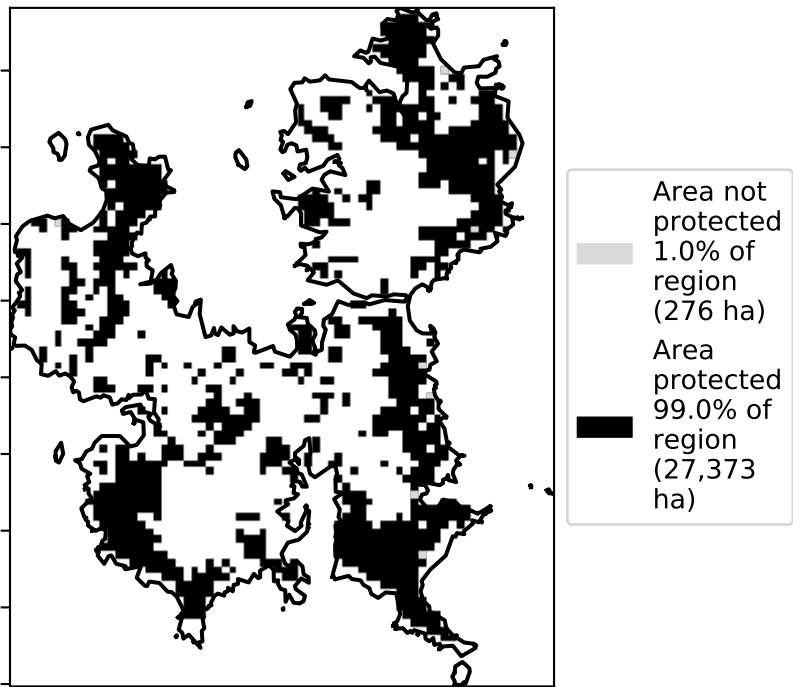 Area not
protected
1.0% of
region
(276 ha)
Area
protected
99.0% of
region
(27,373
ha)